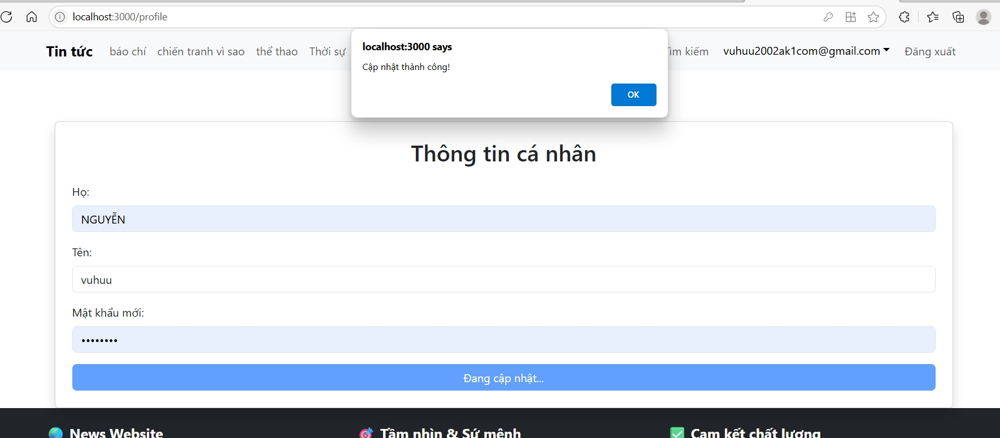 localhost:3000/profile
localhost:3000 says
Cập nhật thành công!
OK
Tin tức báo chí chiến tranh vì sao thể thao Thời sự kiếm vuhuu2002ak1com@gmail.com Đăng xuất
Thông tin cá nhân
Họ:
NGUYỄN
Tên:
vuhuu
Mật khẩu mới:
••••••••
Đang cập nhật...
News Website Tầm nhìn & Sứ mệnh Cam kết chất lượng